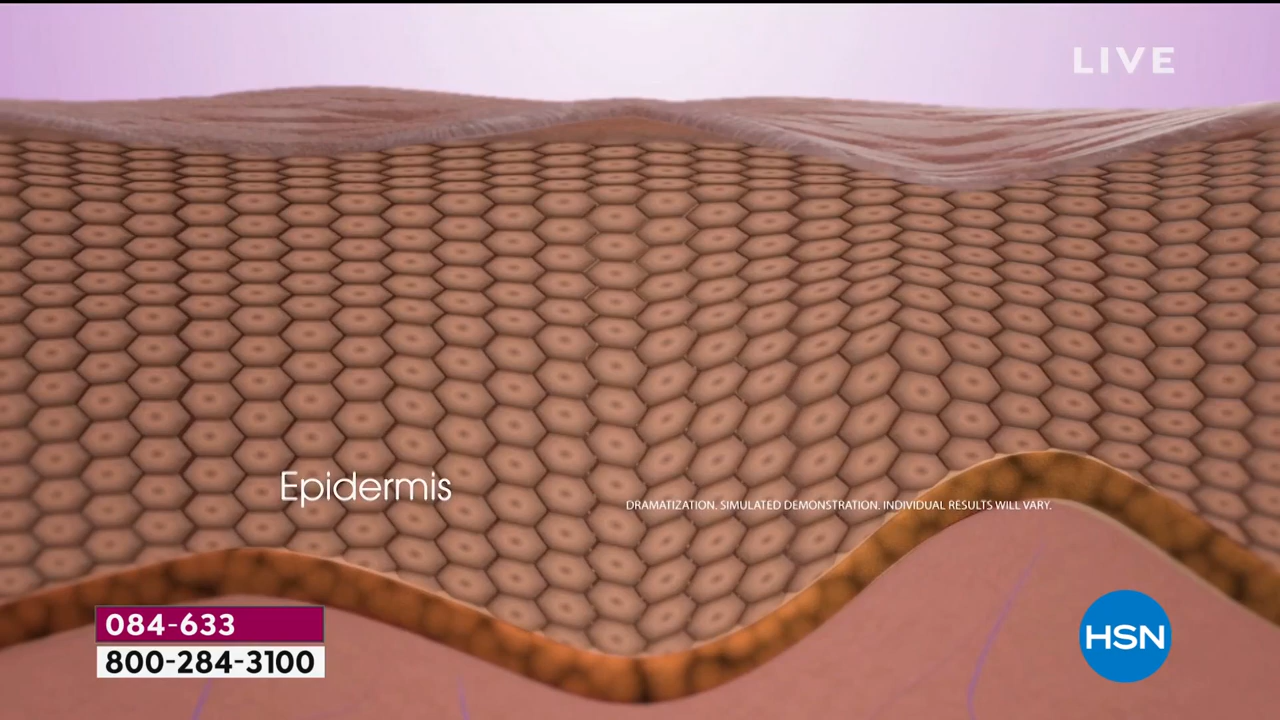 LIVE
Epidermis
DRAMATIZATION. SIMULATED DEMONSTRATION. INDIVIDUAL RESULTS WILL VARY.
084-633
800-284-3100
HSN